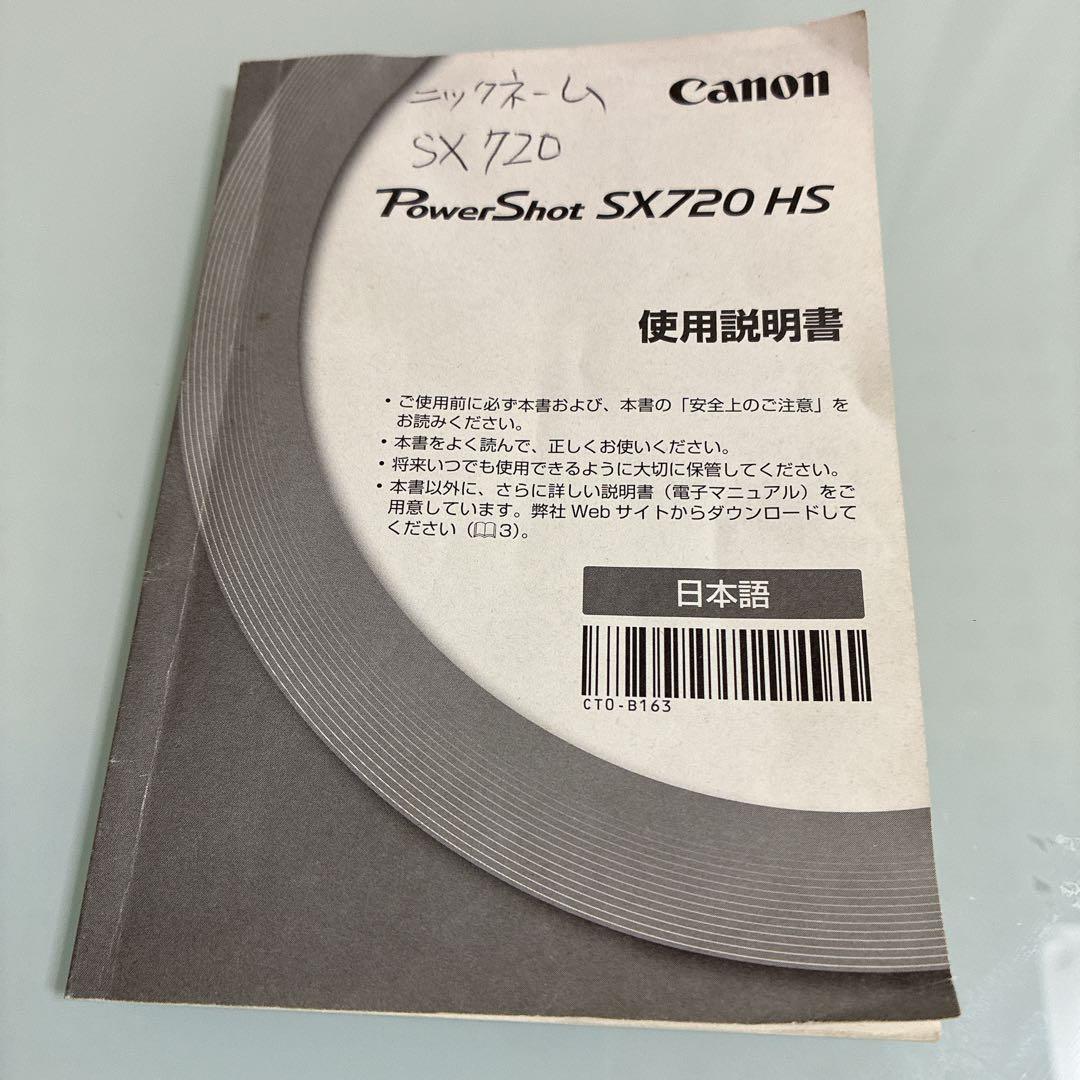 ニックネーム
Canon
SX 720
PowerShot SX720 HS
使用説明書
・ご使用前に必ず本書および、本書の「安全上のご注意」を
お読みください。
・本書をよく読んで、正しくお使いください。
・将来いつでも使用できるように大切に保管してください。
・本書以外に、さらに詳しい説明書（電子マニュアル）をご
用意しています。弊社 Web サイトからダウンロードして
ください（📖3）。
日本語
CT0-B163